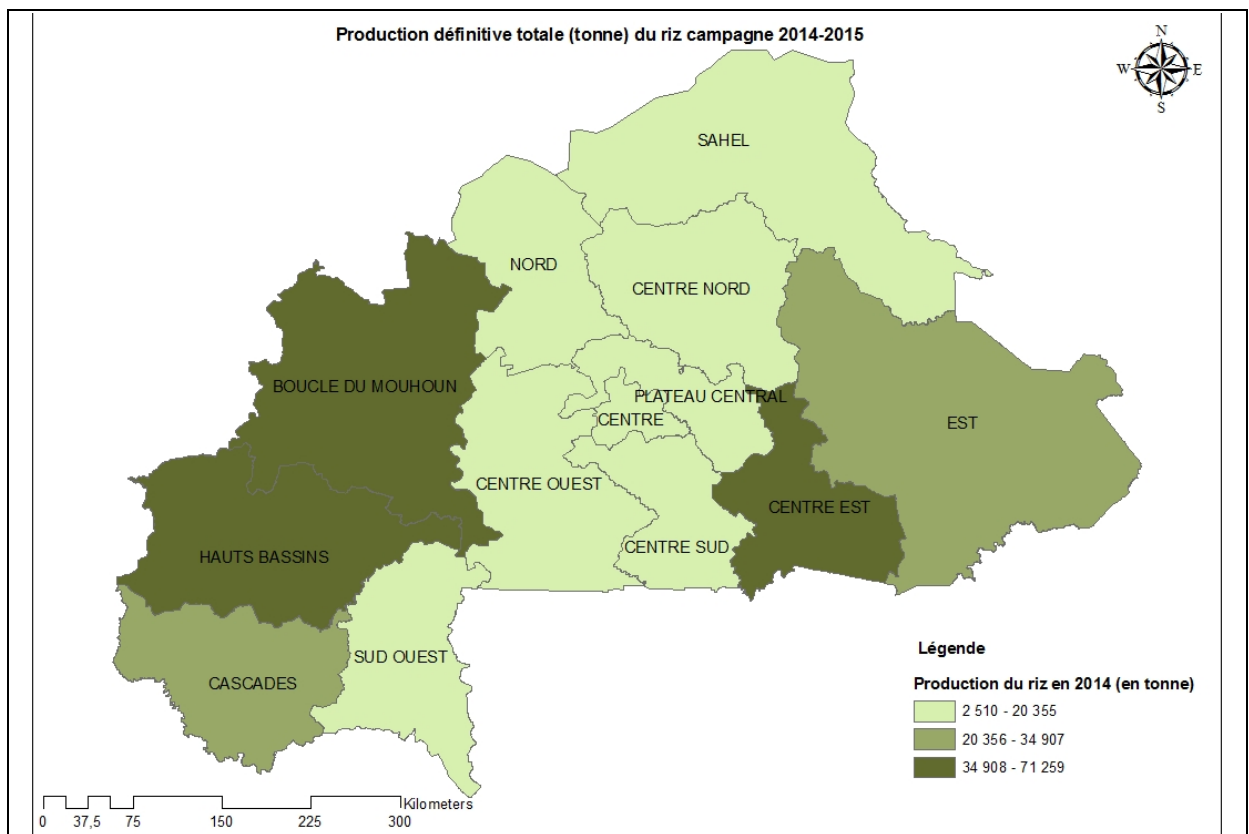 Production définitive totale (tonne) du riz campagne 2014-2015
N
W E
S
SAHEL
NORD
CENTRE NORD
BOUCLE DU MOUHOUN
PLATEAU CENTRAL
CENTRE
EST
CENTRE OUEST
CENTRE EST
CENTRE SUD
HAUTS BASSINS
SUD OUEST
CASCADES
Légende
Production du riz en 2014 (en tonne)
2 510 - 20 355
20 356 - 34 907
34 908 - 71 259
Kilometers
0 37,5 75 150 225 300